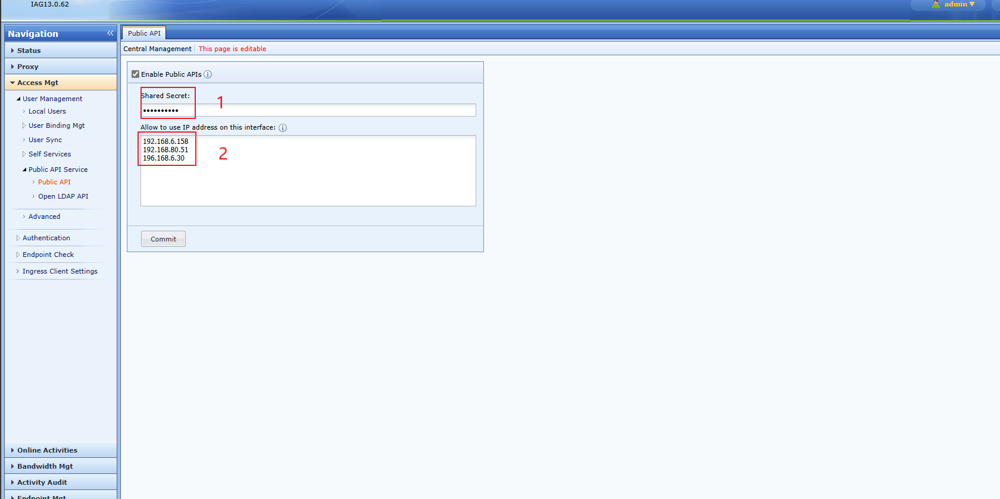 IAG13.0.62
admin
Navigation
Status
Proxy
Access Mgt
User Management
Local Users
User Binding Mgt
User Sync
Self Services
Public API Service
Public API
Open LDAP API
Advanced
Authentication
Endpoint Check
Ingress Client Settings
Online Activities
Bandwidth Mgt
Activity Audit
Endpoint Mgt
Public API
Central Management
This page is editable
Enable Public APIs
Shared Secret:
••••••••••
1
Allow to use IP address on this interface:
192.168.6.158
192.168.80.51
196.168.6.30
2
Commit